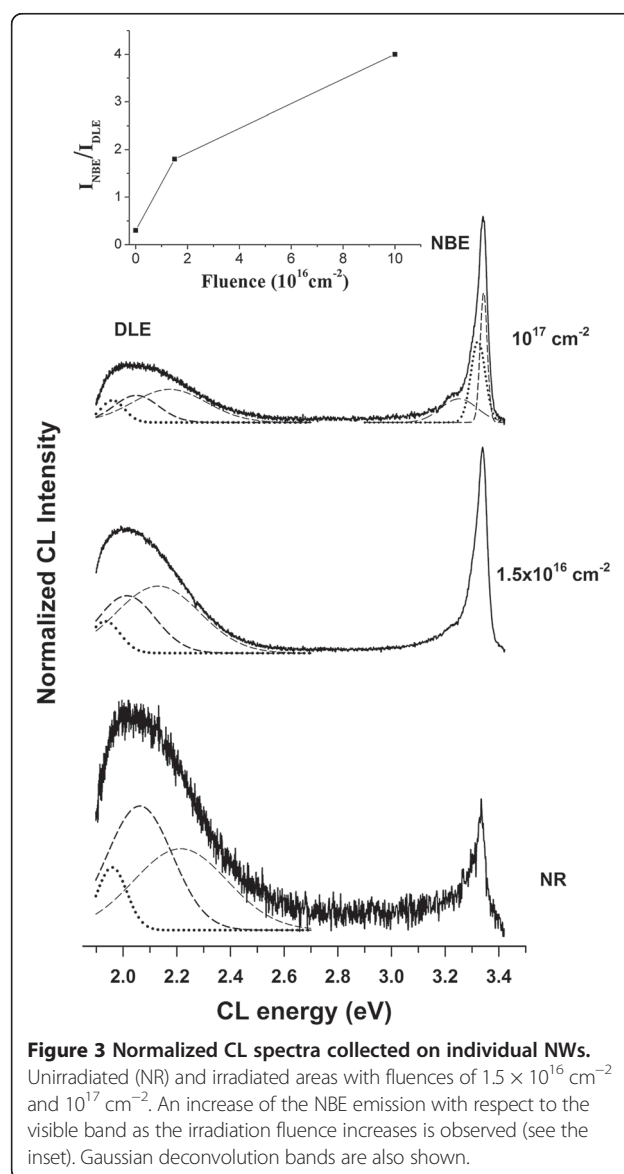 4
3
2
1
0
I_NBE/I_DLE
0 2 4 6 8 10
Fluence (10^16 cm^-2)
NBE
DLE
10^17 cm^-2
1.5x10^16 cm^-2
NR
Normalized CL Intensity
2.0 2.2 2.4 2.6 2.8 3.0 3.2 3.4
CL energy (eV)
Figure 3 Normalized CL spectra collected on individual NWs.
Unirradiated (NR) and irradiated areas with fluences of 1.5 × 10^16 cm^−2
and 10^17 cm^−2. An increase of the NBE emission with respect to the
visible band as the irradiation fluence increases is observed (see the
inset). Gaussian deconvolution bands are also shown.